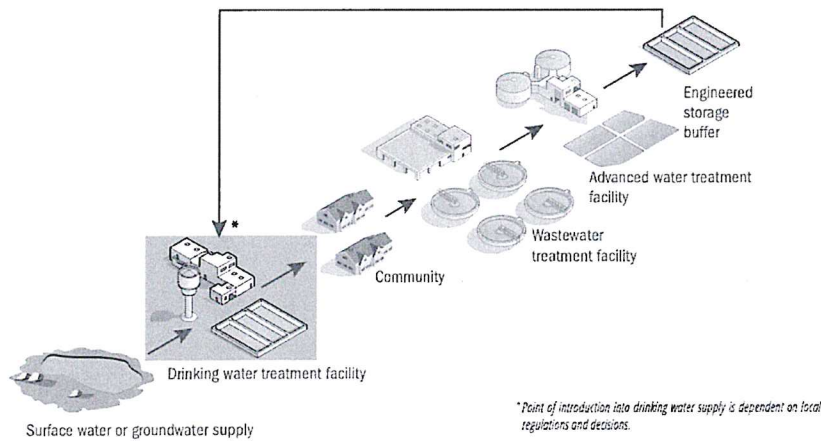 Engineered
storage
buffer
Advanced water treatment
facility
Wastewater
treatment facility
Community
*
Drinking water treatment facility
Surface water or groundwater supply
* Point of introduction into drinking water supply is dependent on local
regulations and decisions.